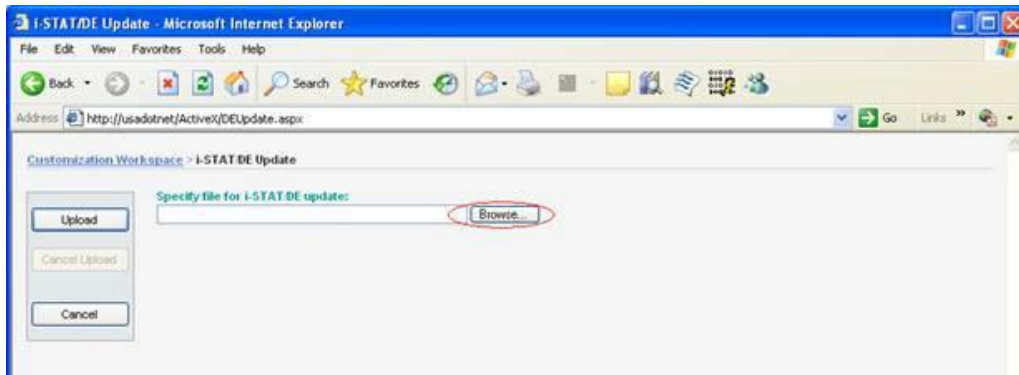 i-STAT/DE Update - Microsoft Internet Explorer
File Edit View Favorites Tools Help
Back Search Favorites
Address http://usadotnet/ActiveX/DEUpdate.aspx Go Links »
Customization Workspace > i-STAT/DE Update
Specify file for i-STAT/DE update:
Upload Browse...
Cancel Upload
Cancel